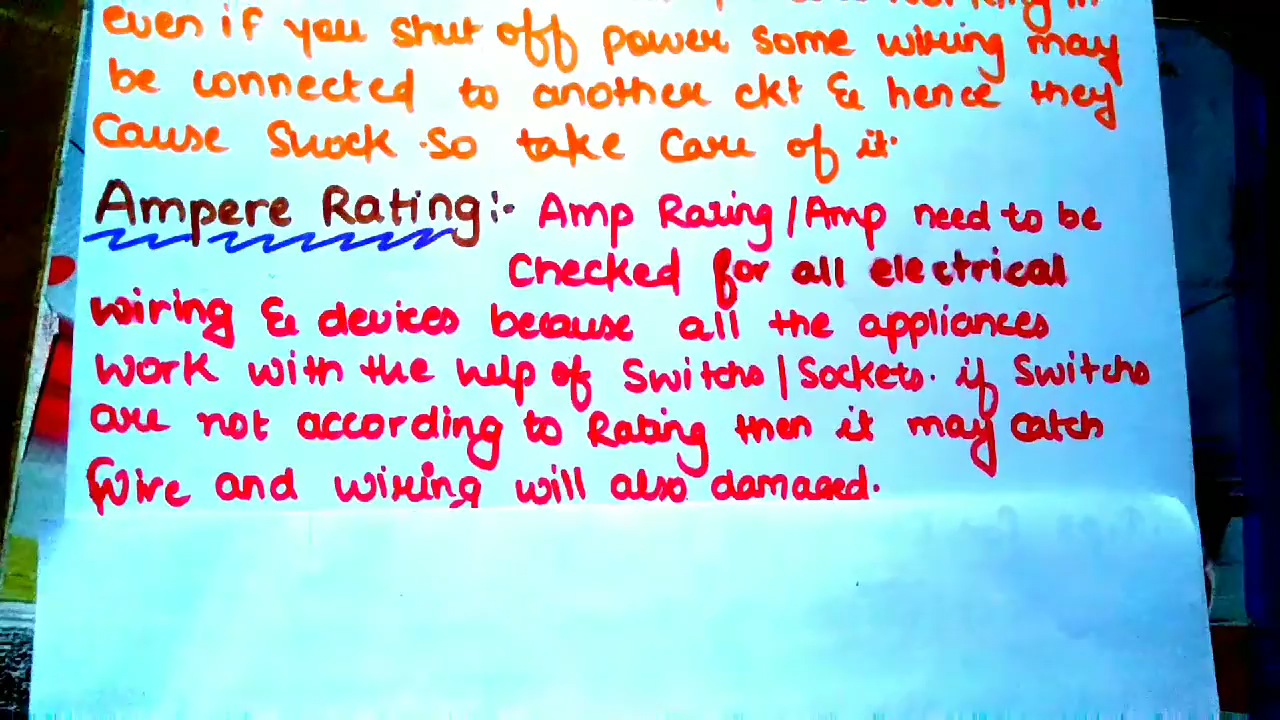 even if you shut off power some wiring may
be connected to another ckt & hence they
Cause Shock. So take Care of it.
Ampere Rating:- Amp Rating / Amp need to be
Checked for all electrical
wiring & devices because all the appliances
work with the help of Switchs / Sockets. if Switchs
are not according to Rating then it may catch
fire and wiring will also damaged.